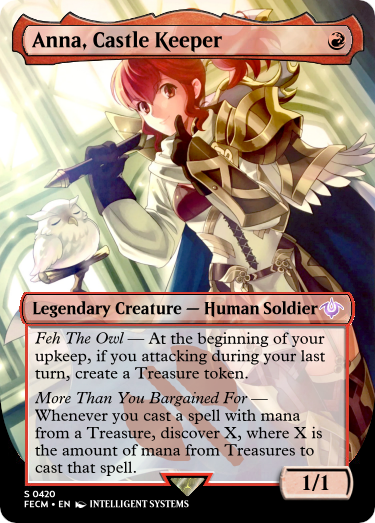 Anna, Castle Keeper
Legendary Creature — Human Soldier
Feh The Owl — At the beginning of your
upkeep, if you attacking during your last
turn, create a Treasure token.
More Than You Bargained For —
Whenever you cast a spell with mana
from a Treasure, discover X, where X is
the amount of mana from Treasures to
cast that spell.
1/1
S 0420
FECM • EN INTELLIGENT SYSTEMS